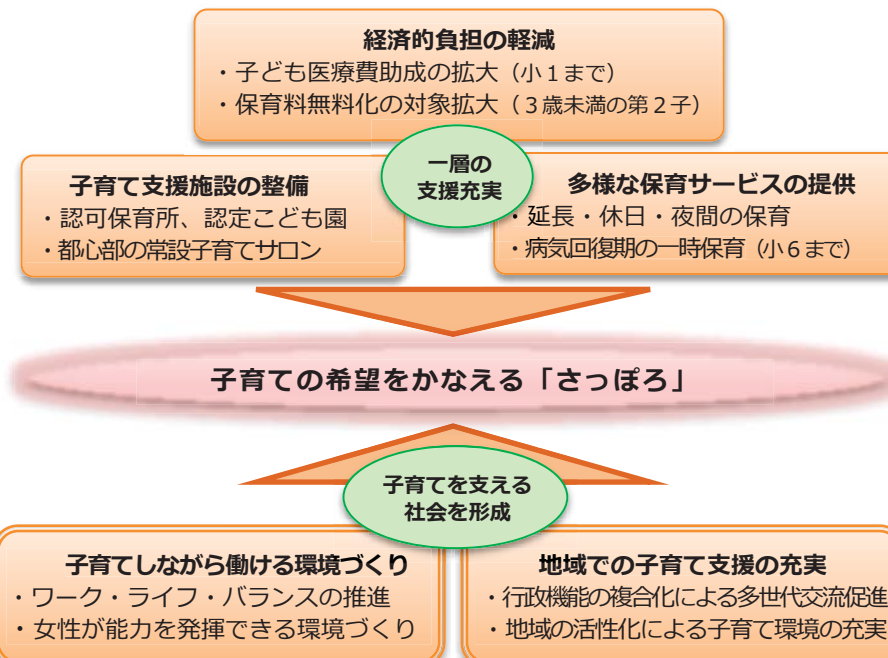 経済的負担の軽減
・子ども医療費助成の拡大（小１まで）
・保育料無料化の対象拡大（３歳未満の第２子）
一層の
支援充実
子育て支援施設の整備
・認可保育所、認定こども園
・都心部の常設子育てサロン
多様な保育サービスの提供
・延長・休日・夜間の保育
・病気回復期の一時保育（小６まで）
子育ての希望をかなえる「さっぽろ」
子育てを支える
社会を形成
子育てしながら働ける環境づくり
・ワーク・ライフ・バランスの推進
・女性が能力を発揮できる環境づくり
地域での子育て支援の充実
・行政機能の複合化による多世代交流促進
・地域の活性化による子育て環境の充実